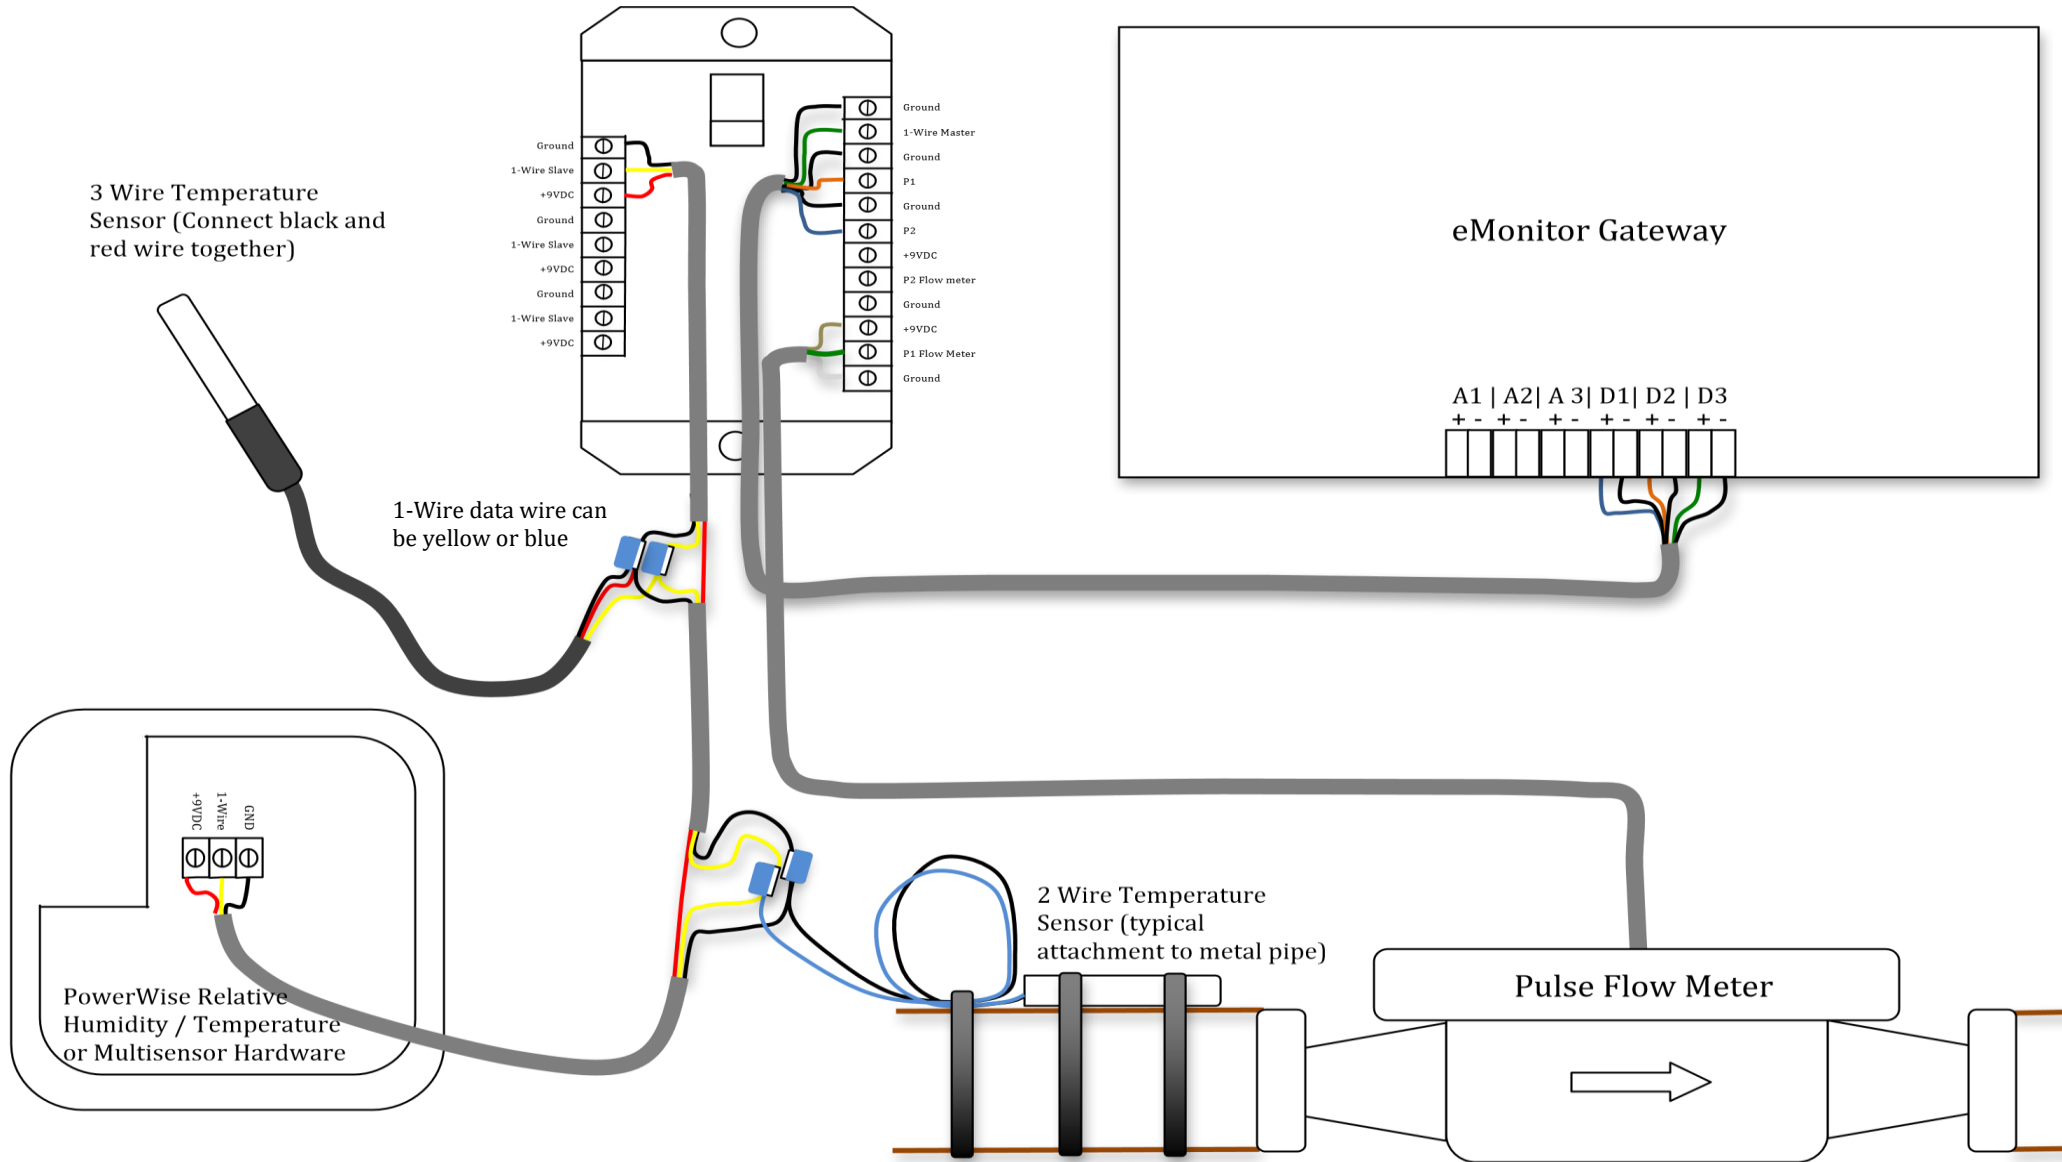 Ground
1-Wire Slave
+9VDC
Ground
1-Wire Slave
+9VDC
Ground
1-Wire Slave
+9VDC
Ground
1-Wire Master
Ground
P1
Ground
P2
+9VDC
P2 Flow meter
Ground
+9VDC
P1 Flow Meter
Ground
eMonitor Gateway
A1 | A2| A 3| D1| D2 | D3
+ - + - + - + - + - + -
3 Wire Temperature
Sensor (Connect black and
red wire together)
1-Wire data wire can
be yellow or blue
+9VDC
1-Wire
GND
PowerWise Relative
Humidity / Temperature
or Multisensor Hardware
2 Wire Temperature
Sensor (typical
attachment to metal pipe)
Pulse Flow Meter